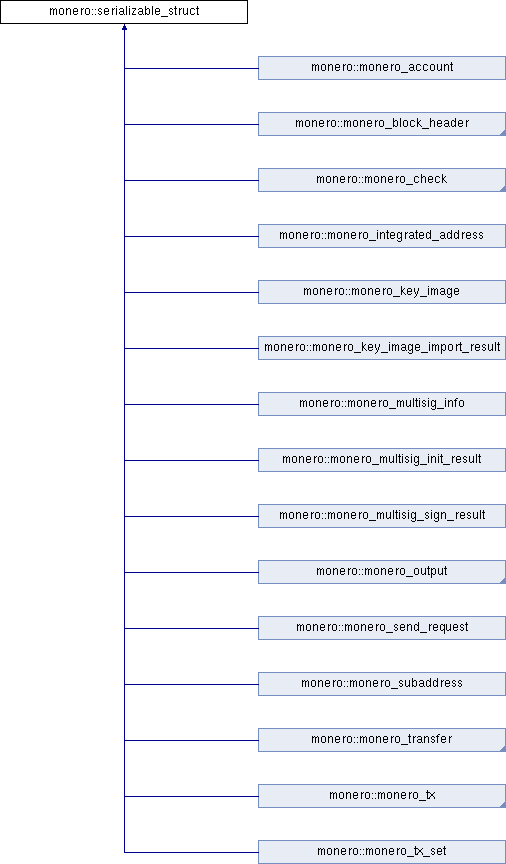 monero::serializable_struct
monero::monero_account
monero::monero_block_header
monero::monero_check
monero::monero_integrated_address
monero::monero_key_image
monero::monero_key_image_import_result
monero::monero_multisig_info
monero::monero_multisig_init_result
monero::monero_multisig_sign_result
monero::monero_output
monero::monero_send_request
monero::monero_subaddress
monero::monero_transfer
monero::monero_tx
monero::monero_tx_set